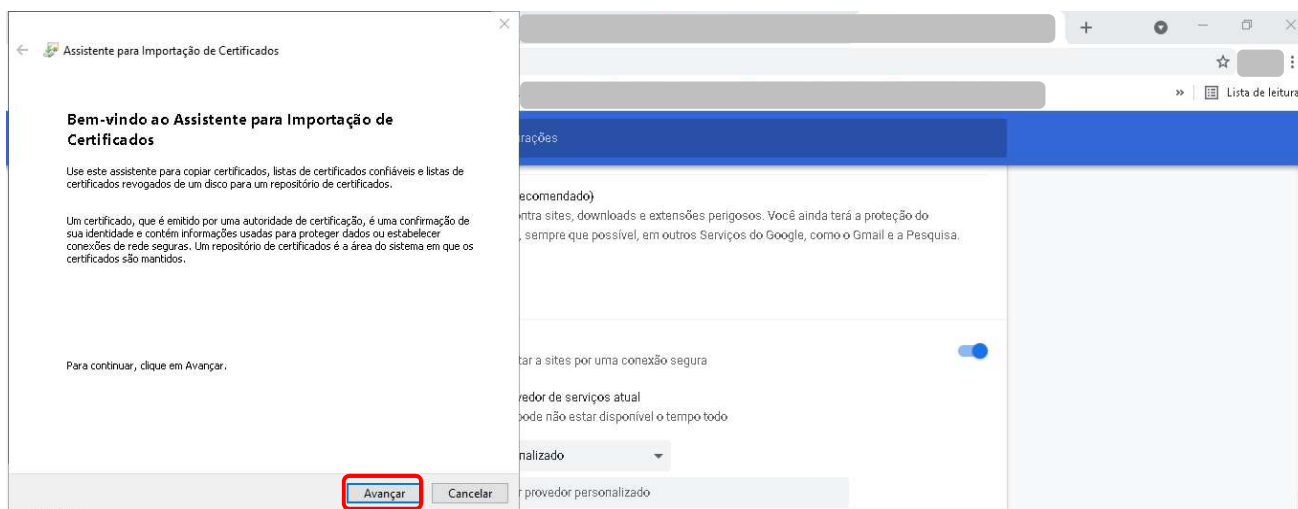 Assistente para Importação de Certificados
Bem-vindo ao Assistente para Importação de
Certificados
Use este assistente para copiar certificados, listas de certificados confiáveis e listas de
certificados revogados de um disco para um repositório de certificados.
Um certificado, que é emitido por uma autoridade de certificação, é uma confirmação de
sua identidade e contém informações usadas para proteger dados ou estabelecer
conexões de rede seguras. Um repositório de certificados é a área do sistema em que os
certificados são mantidos.
Para continuar, clique em Avançar.
Avançar
Cancelar
» Lista de leitura
rações
ecomendado)
ntra sites, downloads e extensões perigosos. Você ainda terá a proteção do
, sempre que possível, em outros Serviços do Google, como o Gmail e a Pesquisa.
tar a sites por uma conexão segura
vedor de serviços atual
pode não estar disponível o tempo todo
nalizado
r provedor personalizado